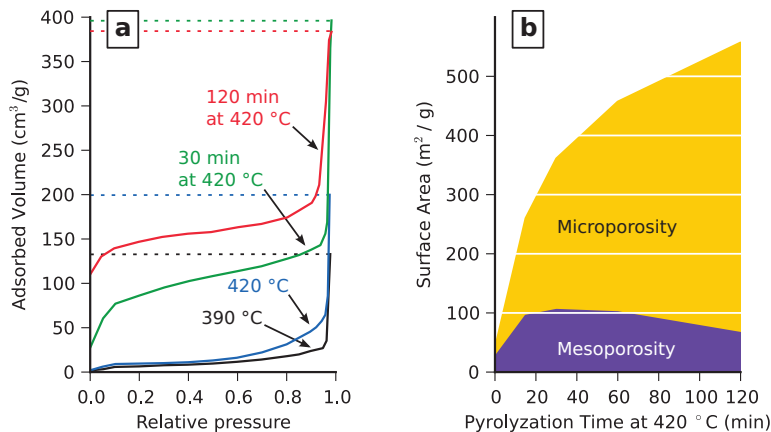 a
Adsorbed Volume (cm³/g)
400
350
300
250
200
150
100
50
0
120 min
at 420 °C
30 min
at 420 °C
420 °C
390 °C
0.0 0.2 0.4 0.6 0.8 1.0
Relative pressure
b
Surface Area (m² / g)
500
400
300
200
100
0
Microporosity
Mesoporosity
0 20 40 60 80 100 120
Pyrolyzation Time at 420 °C (min)